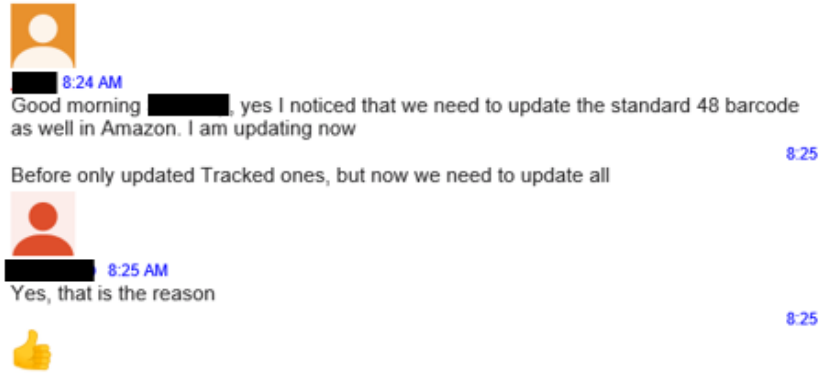 8:24 AM
Good morning , yes I noticed that we need to update the standard 48 barcode
as well in Amazon. I am updating now
8:25
Before only updated Tracked ones, but now we need to update all
8:25 AM
Yes, that is the reason
8:25
👍